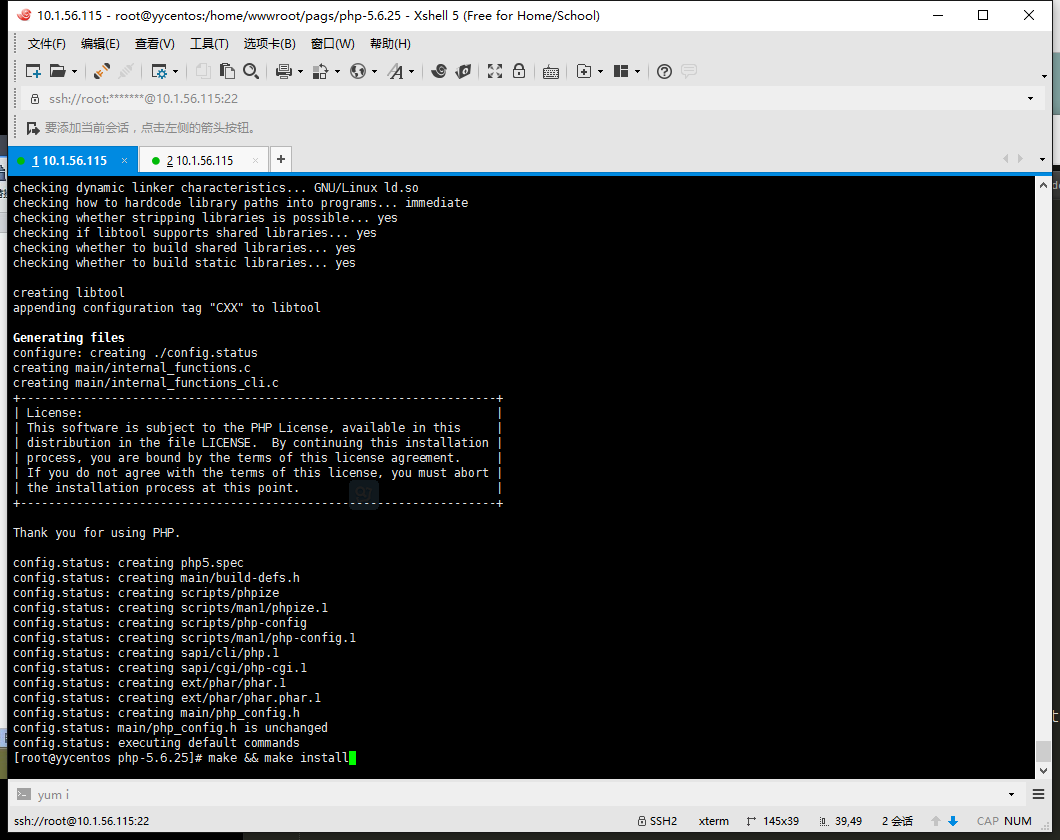 10.1.56.115 - root@yycentos:/home/wwwroot/pags/php-5.6.25 - Xshell 5 (Free for Home/School)
文件(F) 编辑(E) 查看(V) 工具(T) 选项卡(B) 窗口(W) 帮助(H)
ssh://root:*******@10.1.56.115:22
要添加当前会话，点击左侧的箭头按钮。
1 10.1.56.115 × 2 10.1.56.115 × +
checking dynamic linker characteristics... GNU/Linux ld.so
checking how to hardcode library paths into programs... immediate
checking whether stripping libraries is possible... yes
checking if libtool supports shared libraries... yes
checking whether to build shared libraries... yes
checking whether to build static libraries... yes
creating libtool
appending configuration tag "CXX" to libtool
Generating files
configure: creating ./config.status
creating main/internal_functions.c
creating main/internal_functions_cli.c
+--------------------------------------------------------------------+
| License:                                                           |
| This software is subject to the PHP License, available in this     |
| distribution in the file LICENSE.  By continuing this installation |
| process, you are bound by the terms of this license agreement.     |
| If you do not agree with the terms of this license, you must abort |
| the installation process at this point.                            |
+--------------------------------------------------------------------+
Thank you for using PHP.
config.status: creating php5.spec
config.status: creating main/build-defs.h
config.status: creating scripts/phpize
config.status: creating scripts/man1/phpize.1
config.status: creating scripts/php-config
config.status: creating scripts/man1/php-config.1
config.status: creating sapi/cli/php.1
config.status: creating sapi/cgi/php-cgi.1
config.status: creating ext/phar/phar.1
config.status: creating ext/phar/phar.phar.1
config.status: creating main/php_config.h
config.status: main/php_config.h is unchanged
config.status: executing default commands
[root@yycentos php-5.6.25]# make && make install
yum i
ssh://root@10.1.56.115:22 SSH2 xterm 145x39 39,49 2 会话 CAP NUM